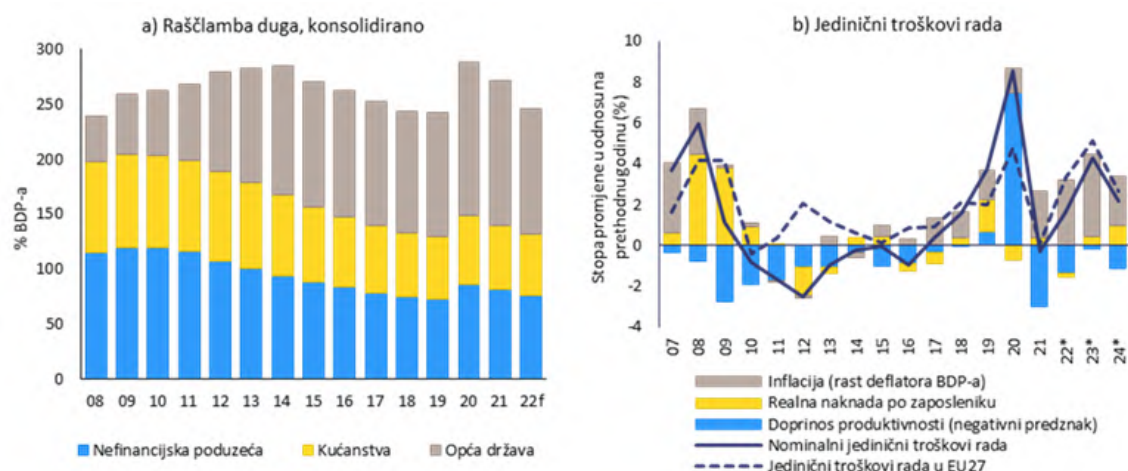 a) Raščlamba duga, konsolidirano
% BDP-a
300
250
200
150
100
50
0
08 09 10 11 12 13 14 15 16 17 18 19 20 21 22f
Nefinancijska poduzeća Kućanstva Opća država
b) Jedinični troškovi rada
Stopa promjene u odnosu na
prethodnu godinu (%)
10
8
6
4
2
0
-2
-4
07 08 09 10 11 12 13 14 15 16 17 18 19 20 21 22* 23* 24*
Inflacija (rast deflatora BDP-a)
Realna naknada po zaposleniku
Doprinos produktivnosti (negativni predznak)
Nominalni jedinični troškovi rada
Jedinični troškovi rada u EU27